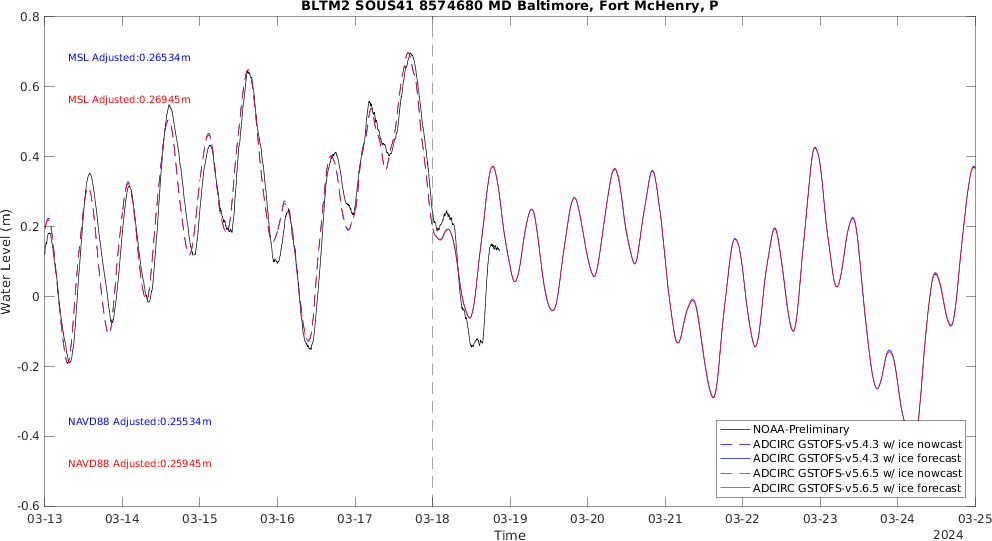 BLTM2 SOUS41 8574680 MD Baltimore, Fort McHenry, P
0.8
0.6
0.4
0.2
0
-0.2
-0.4
-0.6
Water Level (m)
MSL Adjusted:0.26534m
MSL Adjusted:0.26945m
NAVD88 Adjusted:0.25534m
NAVD88 Adjusted:0.25945m
NOAA-Preliminary
ADCIRC GSTOFS-v5.4.3 w/ ice nowcast
ADCIRC GSTOFS-v5.4.3 w/ ice forecast
ADCIRC GSTOFS-v5.6.5 w/ ice nowcast
ADCIRC GSTOFS-v5.6.5 w/ ice forecast
03-13 03-14 03-15 03-16 03-17 03-18 03-19 03-20 03-21 03-22 03-23 03-24 03-25
Time
2024